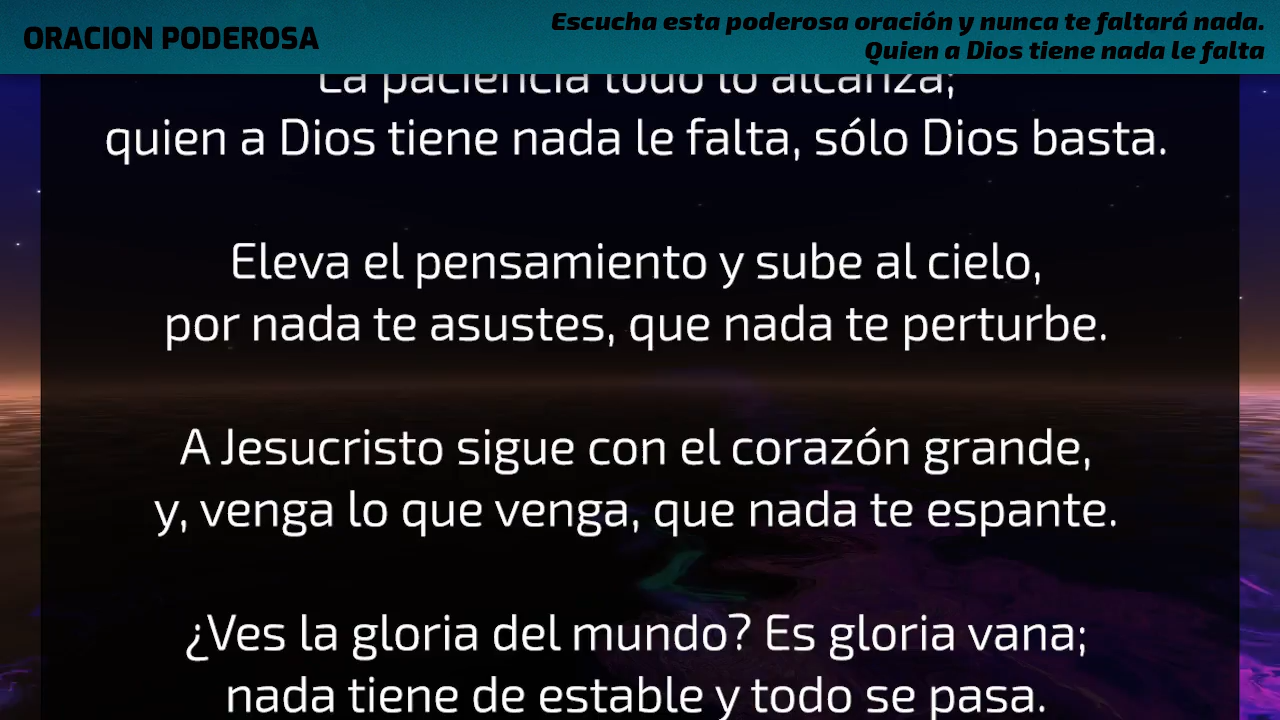 ORACION PODEROSA
Escucha esta poderosa oración y nunca te faltará nada.
Quien a Dios tiene nada le falta
La paciencia todo lo alcanza;
quien a Dios tiene nada le falta, sólo Dios basta.
Eleva el pensamiento y sube al cielo,
por nada te asustes, que nada te perturbe.
A Jesucristo sigue con el corazón grande,
y, venga lo que venga, que nada te espante.
¿Ves la gloria del mundo? Es gloria vana;
nada tiene de estable y todo se pasa.